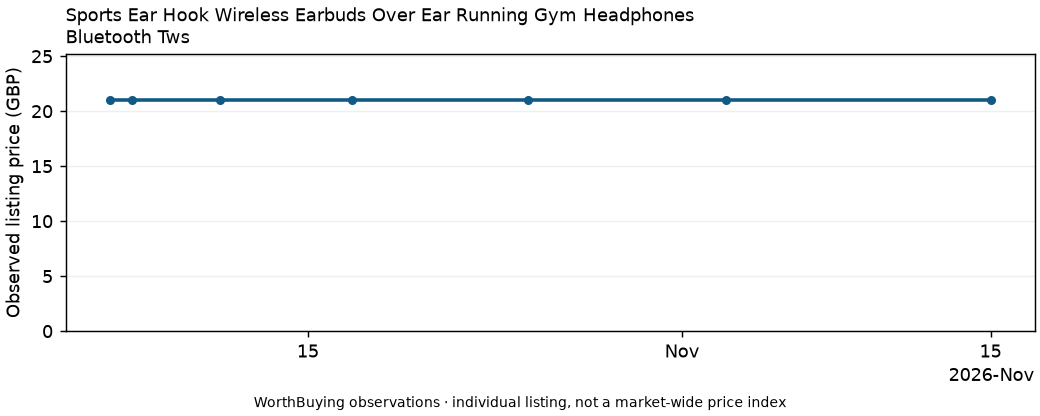 Sports Ear Hook Wireless Earbuds Over Ear Running Gym Headphones
Bluetooth Tws
Observed listing price (GBP)
25
20
15
10
5
0
15
Nov
15
2026-Nov
WorthBuying observations · individual listing, not a market-wide price index